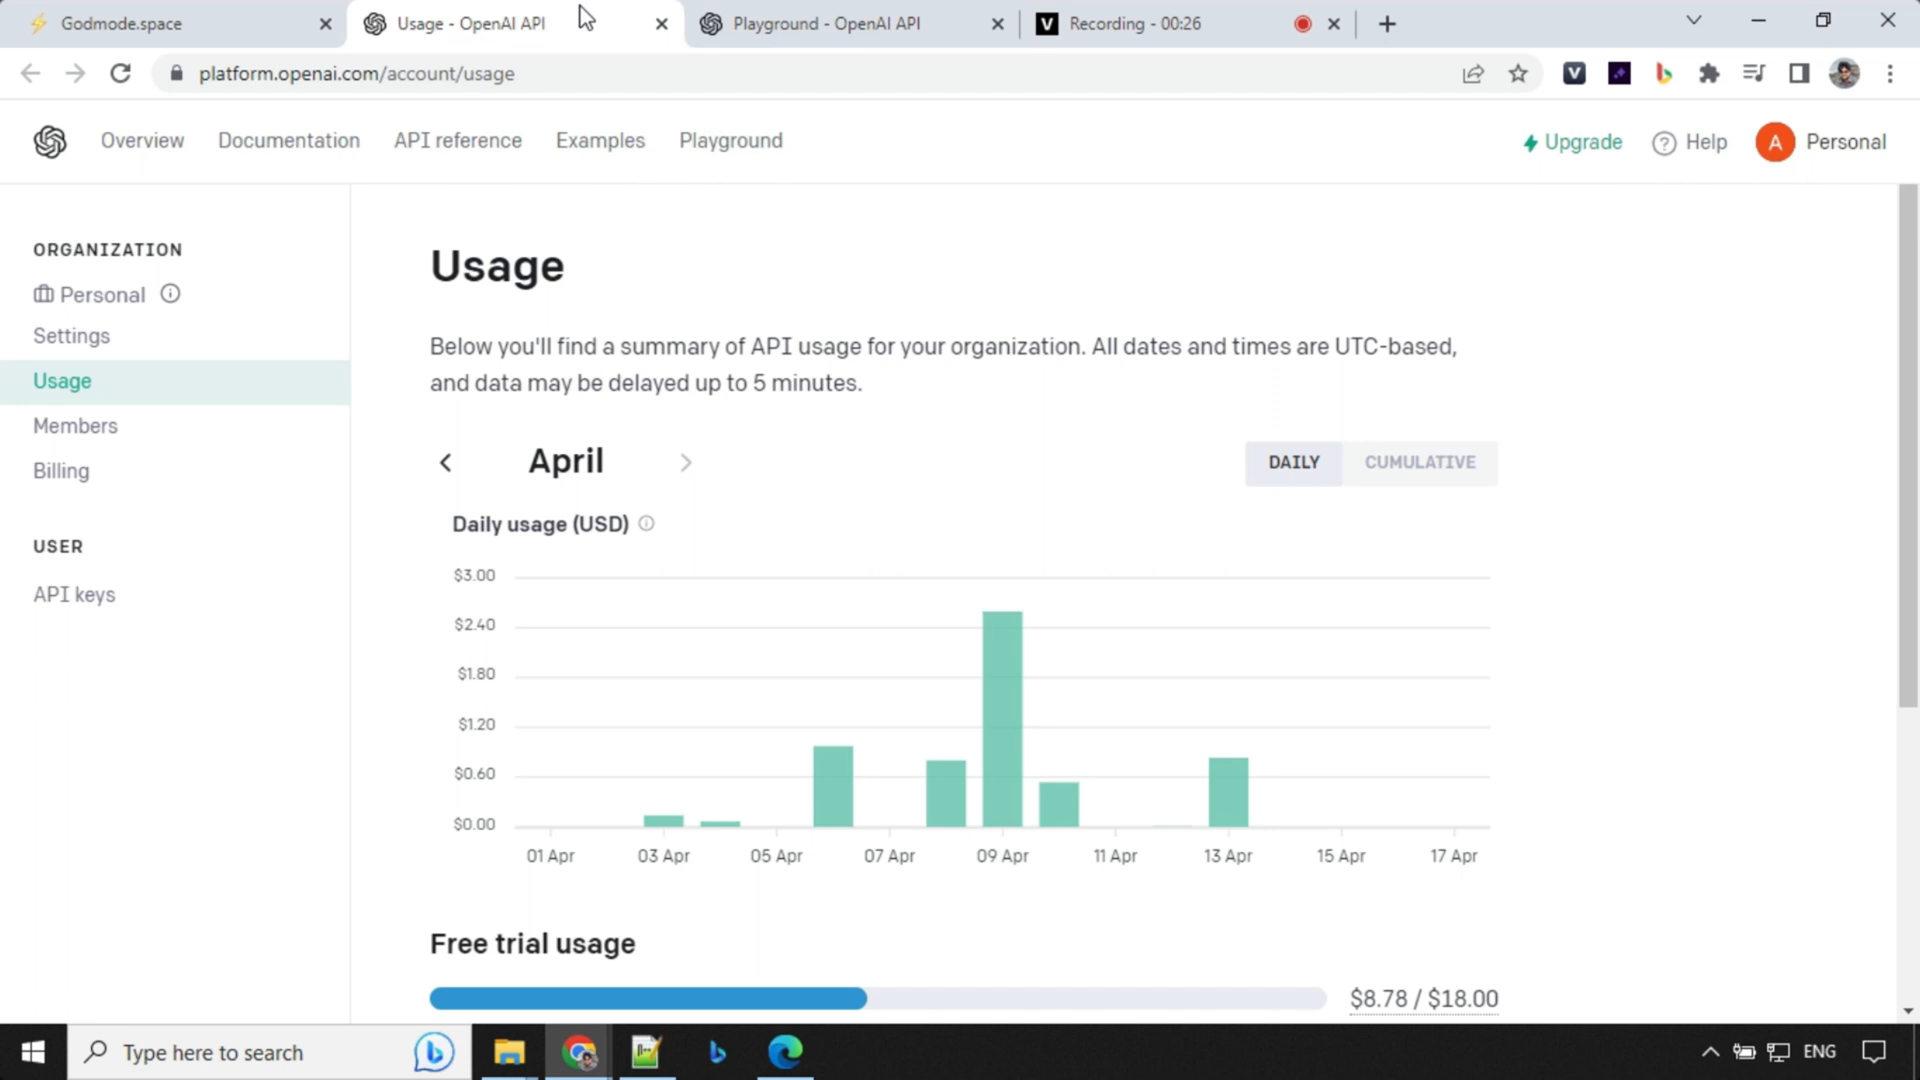 Godmode.space
Usage - OpenAI API
Playground - OpenAI API
V Recording - 00:26
platform.openai.com/account/usage
Overview Documentation API reference Examples Playground
Upgrade ? Help A Personal
ORGANIZATION
Personal
Settings
Usage
Members
Billing
USER
API keys
Usage
Below you'll find a summary of API usage for your organization. All dates and times are UTC-based,
and data may be delayed up to 5 minutes.
April
DAILY CUMULATIVE
Daily usage (USD)
$3.00
$2.40
$1.80
$1.20
$0.60
$0.00
01 Apr 03 Apr 05 Apr 07 Apr 09 Apr 11 Apr 13 Apr 15 Apr 17 Apr
Free trial usage
$8.78 / $18.00
Type here to search
ENG